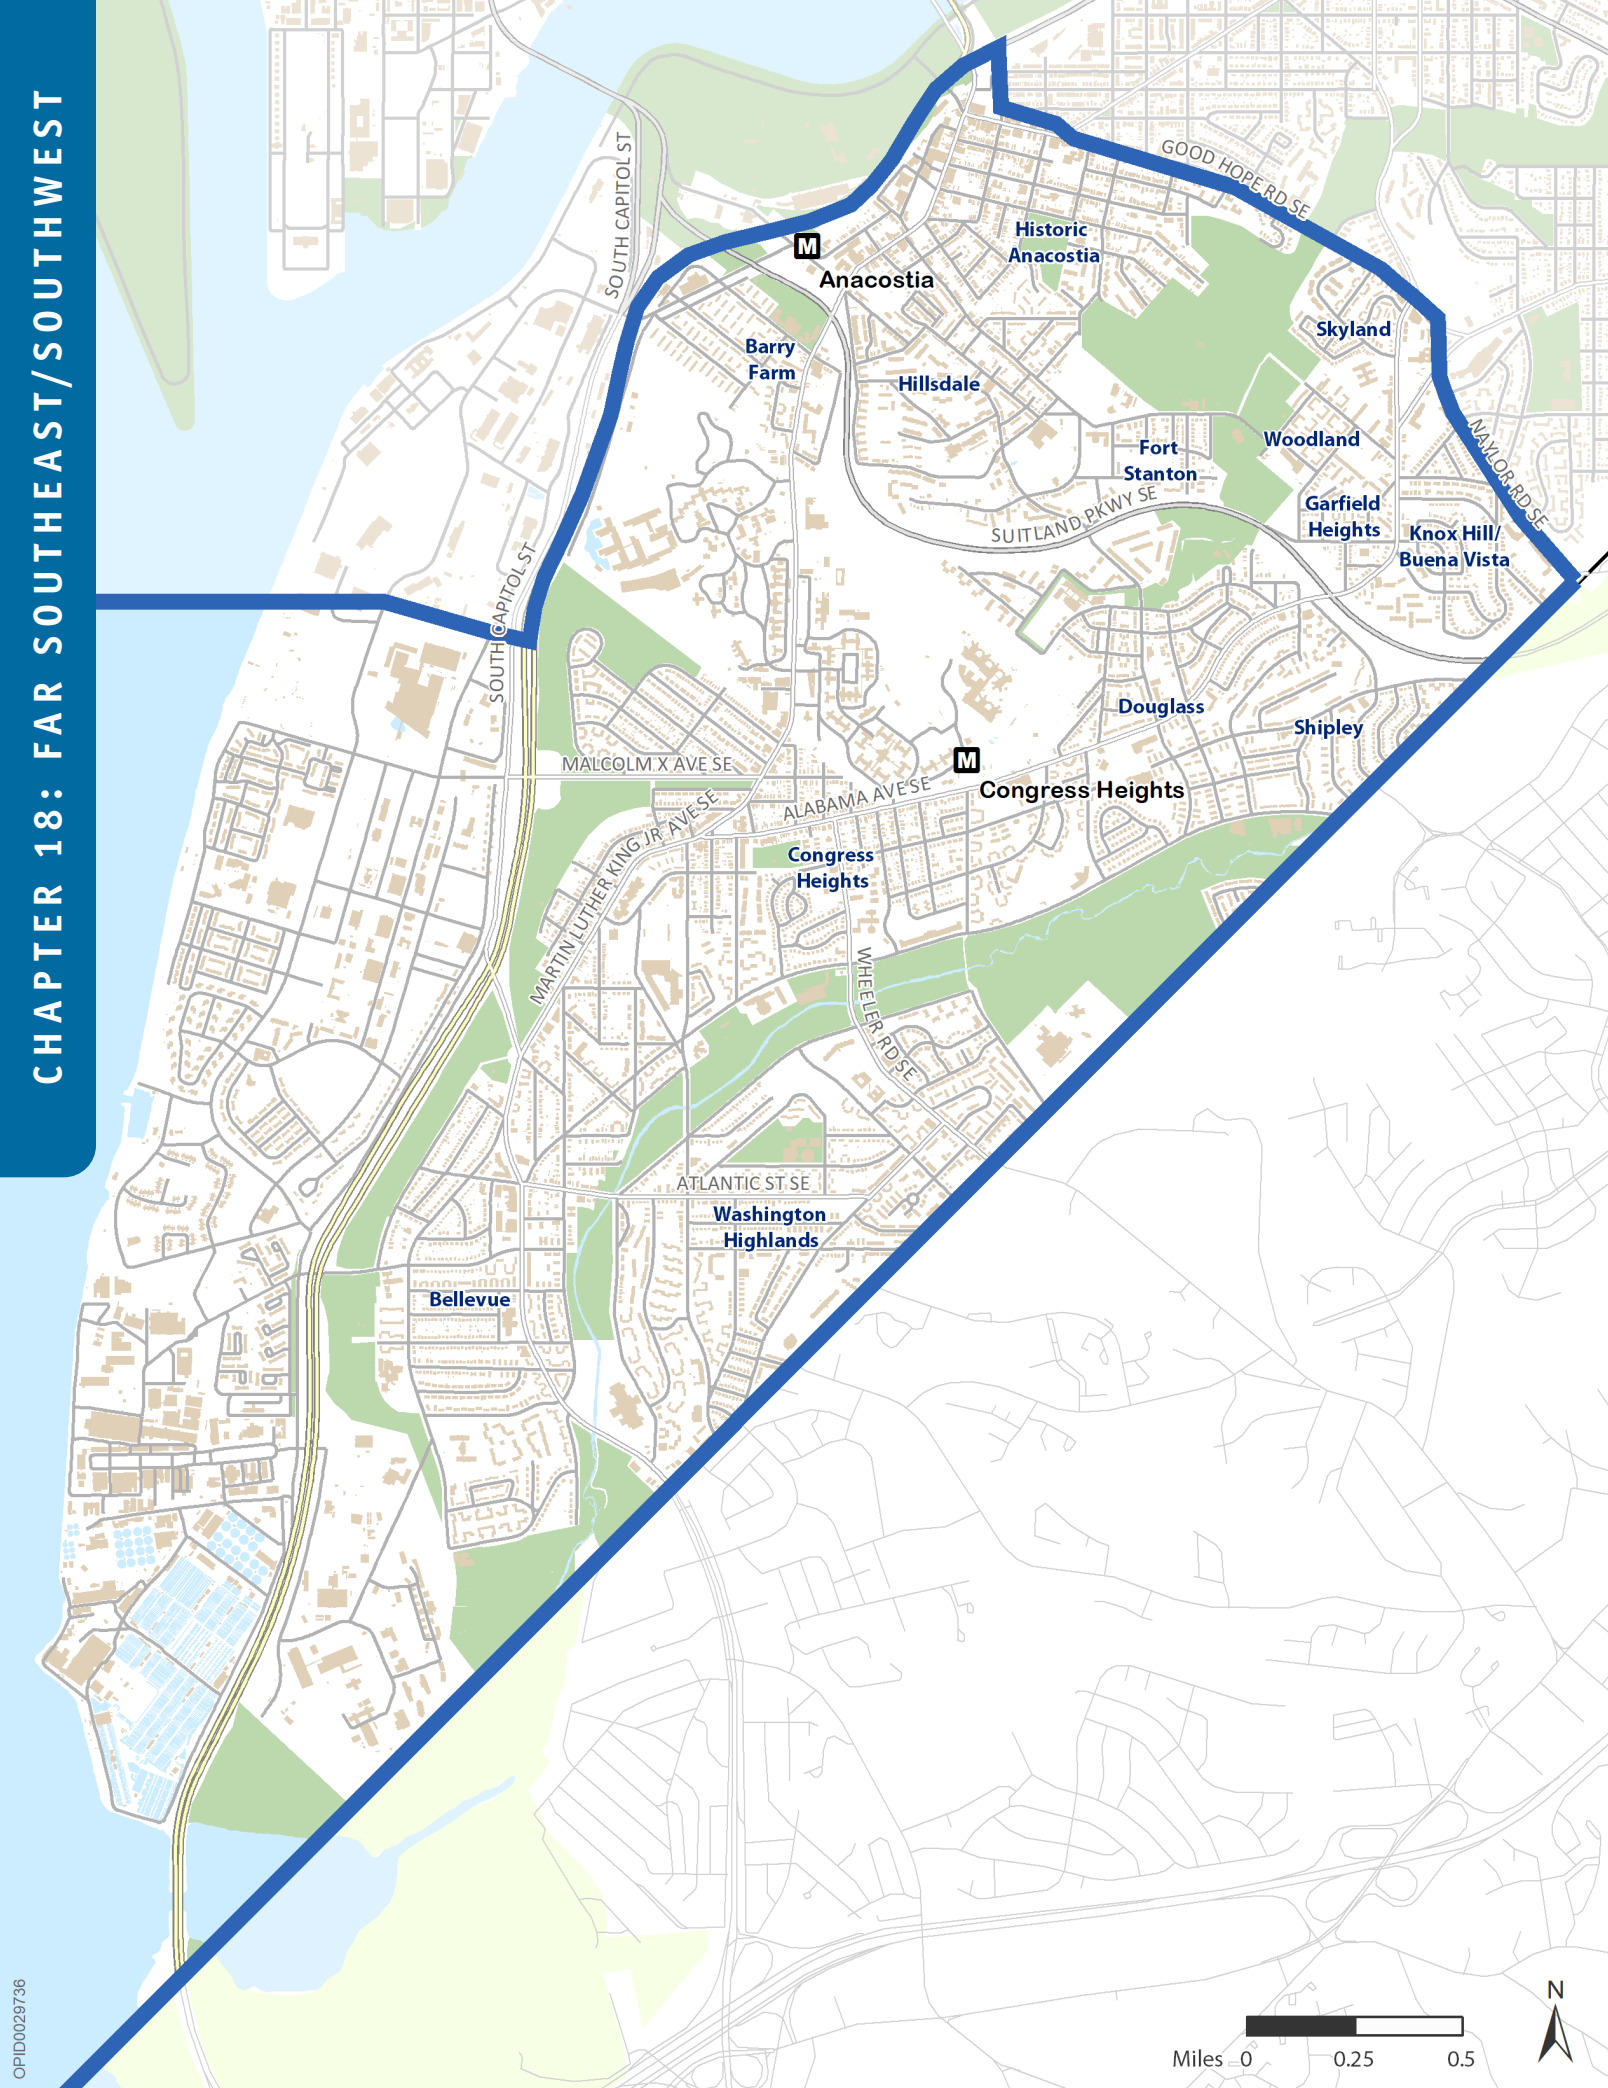 CHAPTER 18: FAR SOUTHEAST/SOUTHWEST
SOUTH CAPITOL ST
GOOD HOPE RD SE
Historic
Anacostia
M
Anacostia
Skyland
Barry
Farm
Hillsdale
Woodland
Fort
Stanton
NAYLOR RD SE
SUITLAND PKWY SE
Garfield
Heights
Knox Hill/
Buena Vista
SOUTH CAPITOL ST
Douglass
Shipley
MALCOLM X AVE SE
M
Congress Heights
ALABAMA AVE SE
MARTIN LUTHER KING JR AVE SE
Congress
Heights
WHEELER RD SE
ATLANTIC ST SE
Washington
Highlands
Bellevue
OPID0029736
N
Miles 0 0.25 0.5